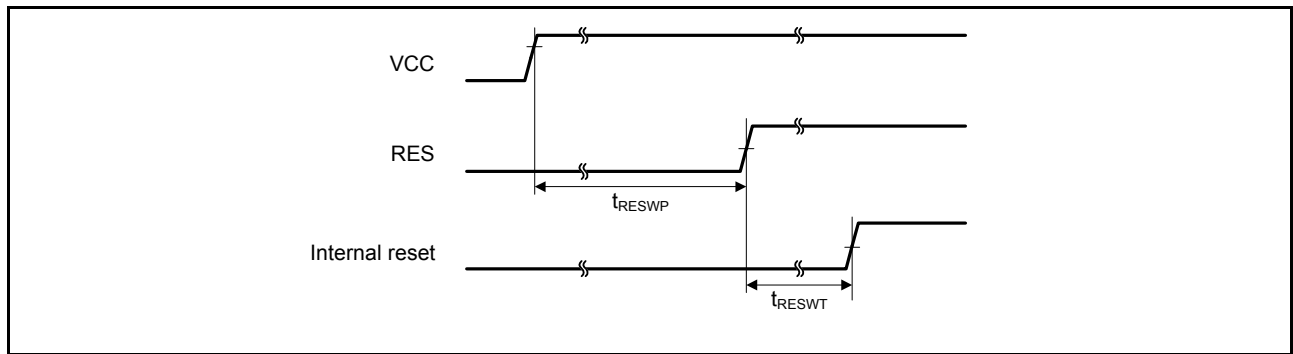 VCC
RES
tRESWP
Internal reset
tRESWT